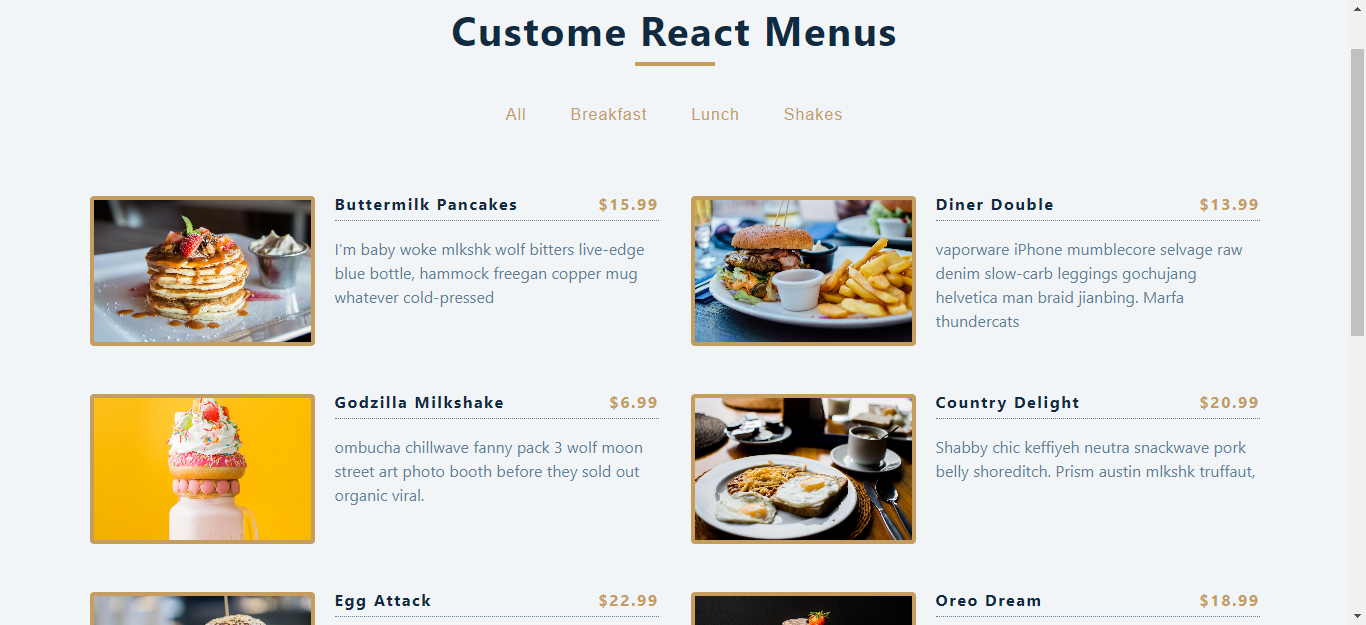 Custome React Menus
All Breakfast Lunch Shakes
Buttermilk Pancakes $15.99
I'm baby woke mlkshk wolf bitters live-edge
blue bottle, hammock freegan copper mug
whatever cold-pressed
Diner Double $13.99
vaporware iPhone mumblecore selvage raw
denim slow-carb leggings gochujang
helvetica man braid jianbing. Marfa
thundercats
Godzilla Milkshake $6.99
ombucha chillwave fanny pack 3 wolf moon
street art photo booth before they sold out
organic viral.
Country Delight $20.99
Shabby chic keffiyeh neutra snackwave pork
belly shoreditch. Prism austin mlkshk truffaut,
Egg Attack $22.99
Oreo Dream $18.99